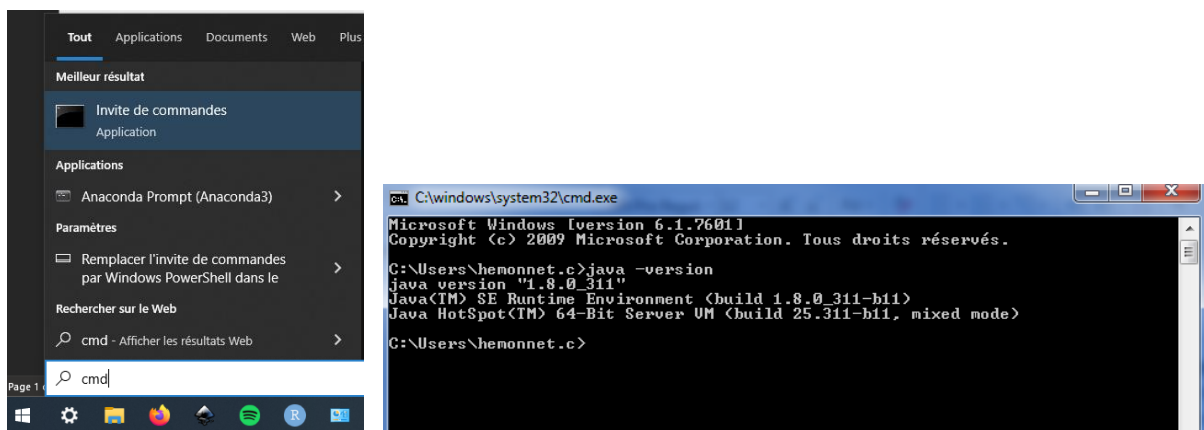 Tout Applications Documents Web Plus
Meilleur résultat
Invite de commandes
Application
Applications
Anaconda Prompt (Anaconda3)
Paramètres
Remplacer l'invite de commandes
par Windows PowerShell dans le
Rechercher sur le Web
cmd - Afficher les résultats Web
Page 1
cmd
R
C:\windows\system32\cmd.exe
Microsoft Windows [version 6.1.7601]
Copyright (c) 2009 Microsoft Corporation. Tous droits réservés.
C:\Users\hemonnet.c>java -version
java version "1.8.0_311"
Java(TM) SE Runtime Environment (build 1.8.0_311-b11)
Java HotSpot(TM) 64-Bit Server VM (build 25.311-b11, mixed mode)
C:\Users\hemonnet.c>